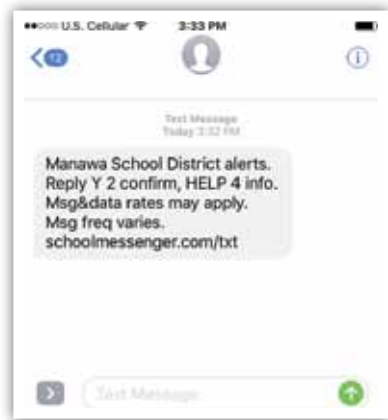 U.S. Cellular 3:33 PM
12
Text Message
Today 3:32 PM
Manawa School District alerts.
Reply Y 2 confirm, HELP 4 info.
Msg&data rates may apply.
Msg freq varies.
schoolmessenger.com/txt
Text Message